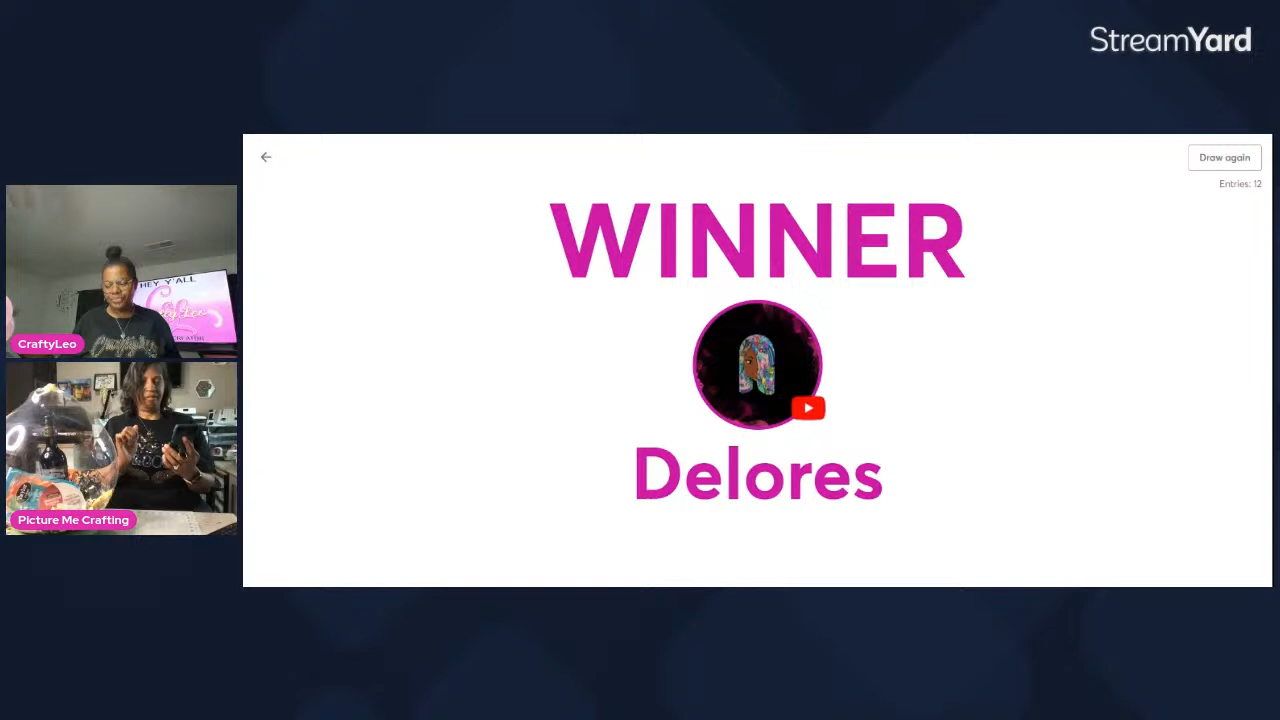 StreamYard
Draw again
Entries: 12
WINNER
Delores
HEY Y'ALL
CraftyLeo
Picture Me Crafting